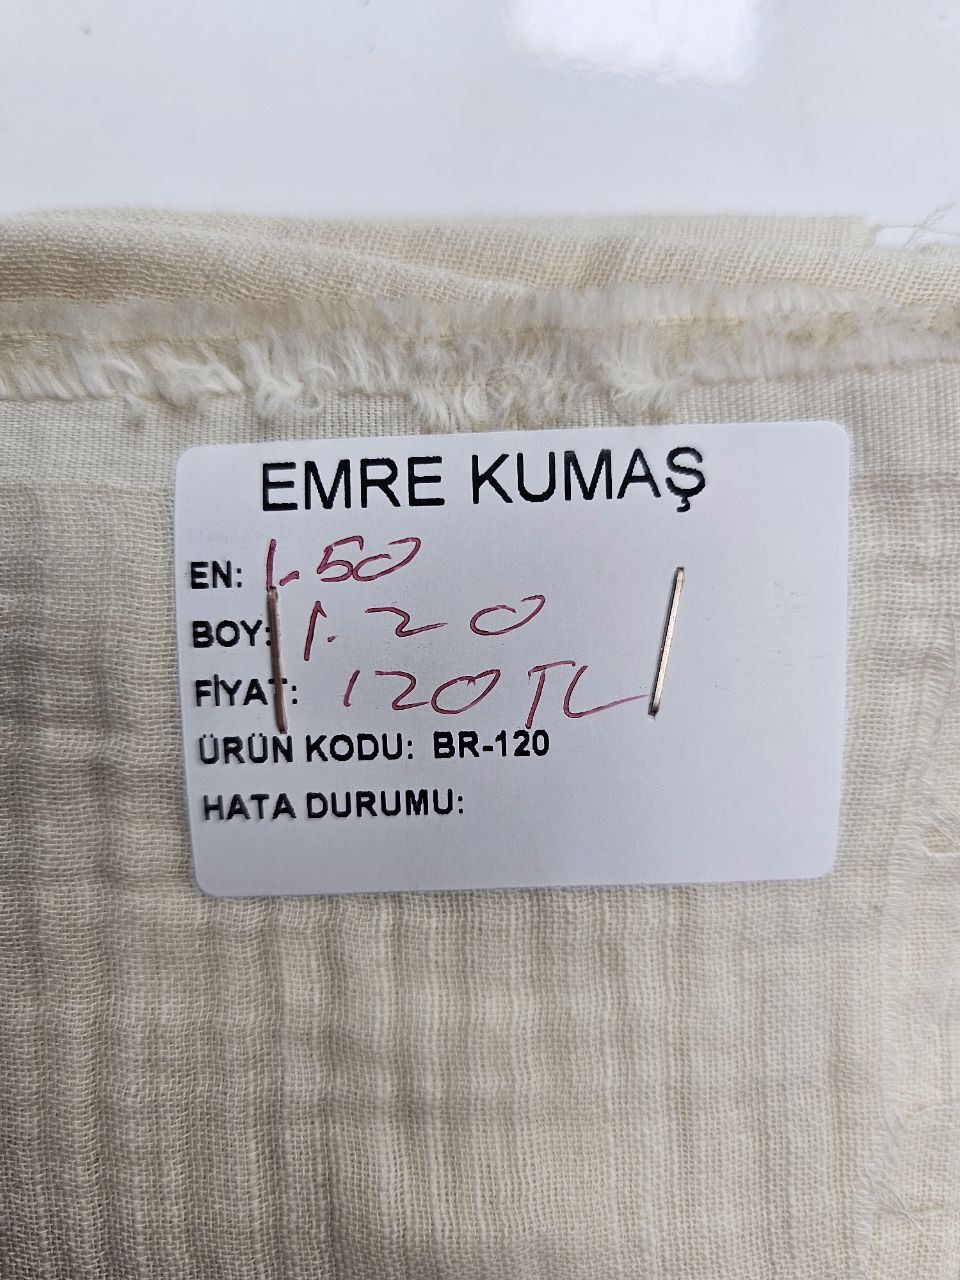 EMRE KUMAŞ
EN: 1.50
BOY: 1.20
FİYAT: 120 TL
ÜRÜN KODU: BR-120
HATA DURUMU: